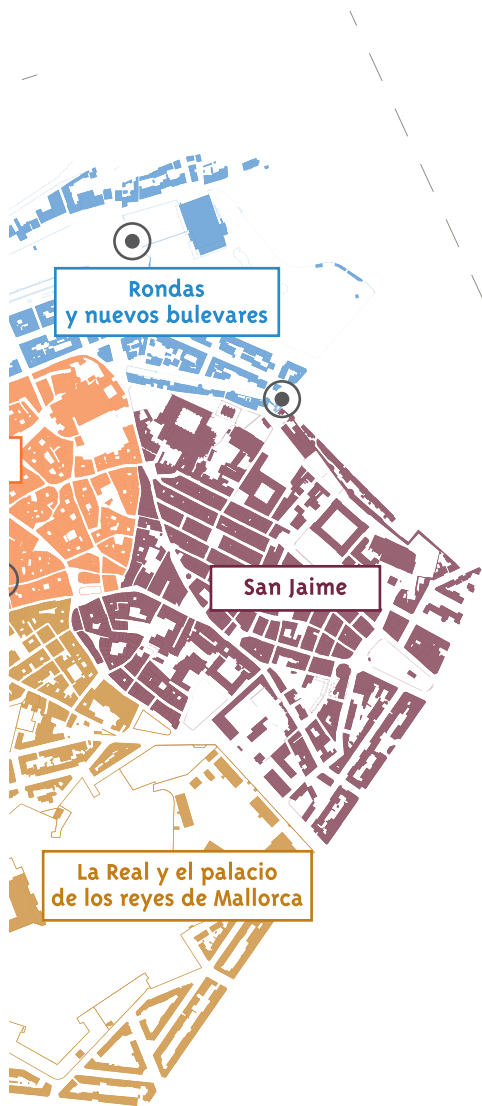 Rondas
y nuevos bulevares
San Jaime
La Real y el palacio
de los reyes de Mallorca